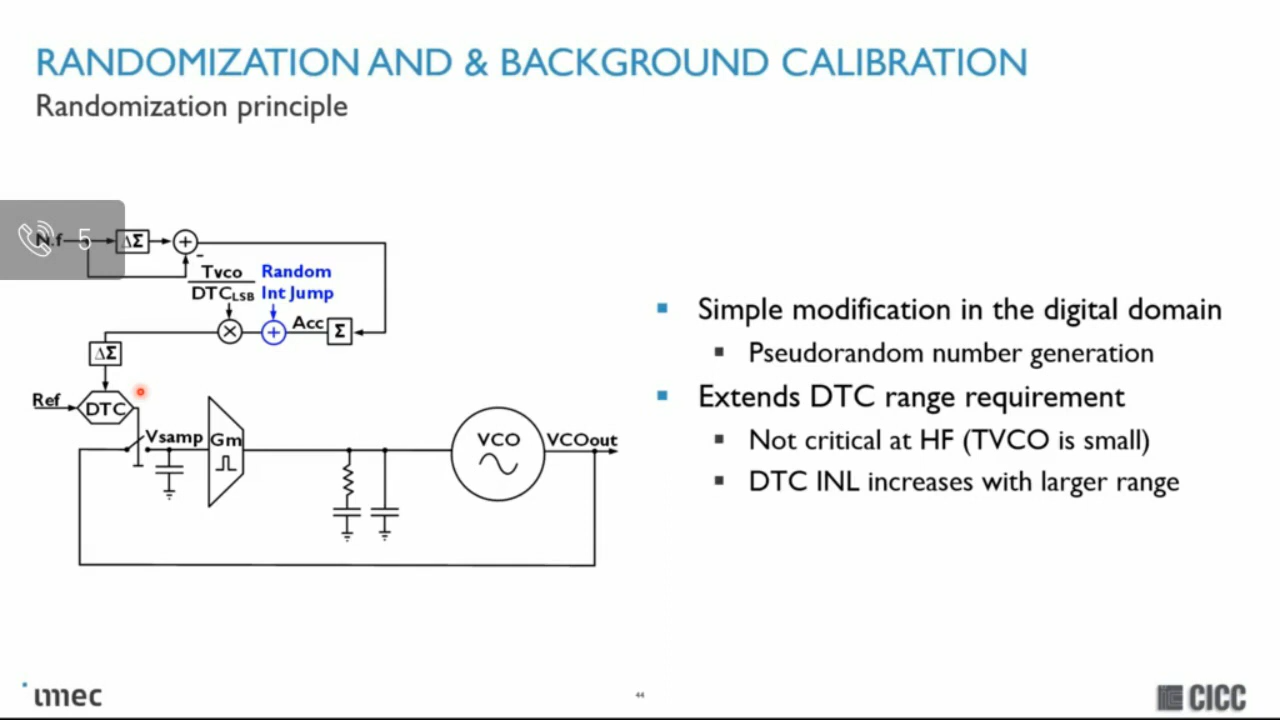 RANDOMIZATION AND & BACKGROUND CALIBRATION
Randomization principle
N.f
5
ΔΣ
+
-
Tvco
DTCLSB
Random
Int Jump
×
+
Acc
Σ
ΔΣ
Ref
DTC
Vsamp
Gm
VCO
VCOout
Simple modification in the digital domain
Pseudorandom number generation
Extends DTC range requirement
Not critical at HF (TVCO is small)
DTC INL increases with larger range
imec
44
CICC